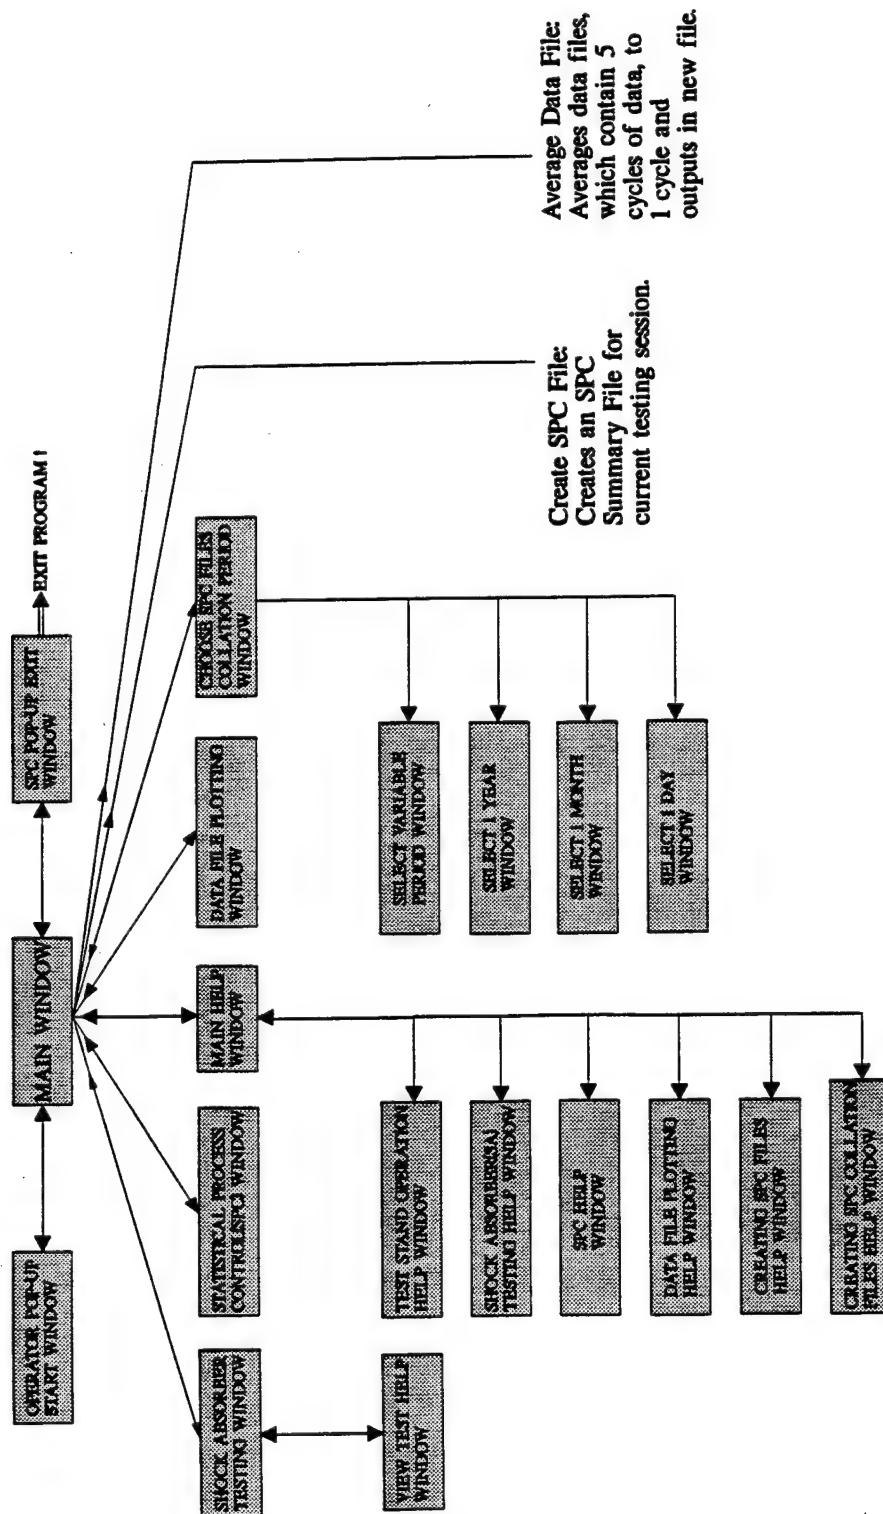 OPERATOR POP-UP
START WINDOW
MAIN WINDOW
SPC POP-UP EXIT
WINDOW
EXIT PROGRAM !
SHOCK ABSORBER
TESTING WINDOW
STATISTICAL PROCESS
CONTROL(SPC) WINDOW
MAIN HELP
WINDOW
DATA FILE PLOTTING
WINDOW
CHOOSE SPC FILES
COLLATION PERIOD
WINDOW
VIEW TEST HELP
WINDOW
TEST STAND OPERATION
HELP WINDOW
SHOCK ABSORBER(SA)
TESTING HELP WINDOW
SPC HELP
WINDOW
DATA FILE PLOTTING
HELP WINDOW
CREATING SPC FILES
HELP WINDOW
CREATING SPC COLLATION
FILES HELP WINDOW
SELECT VARIABLE
PERIOD WINDOW
SELECT 1 YEAR
WINDOW
SELECT 1 MONTH
WINDOW
SELECT 1 DAY
WINDOW
Create SPC File:
Creates an SPC
Summary File for
current testing session.
Average Data File:
Averages data files,
which contain 5
cycles of data, to
1 cycle and
outputs in new file.